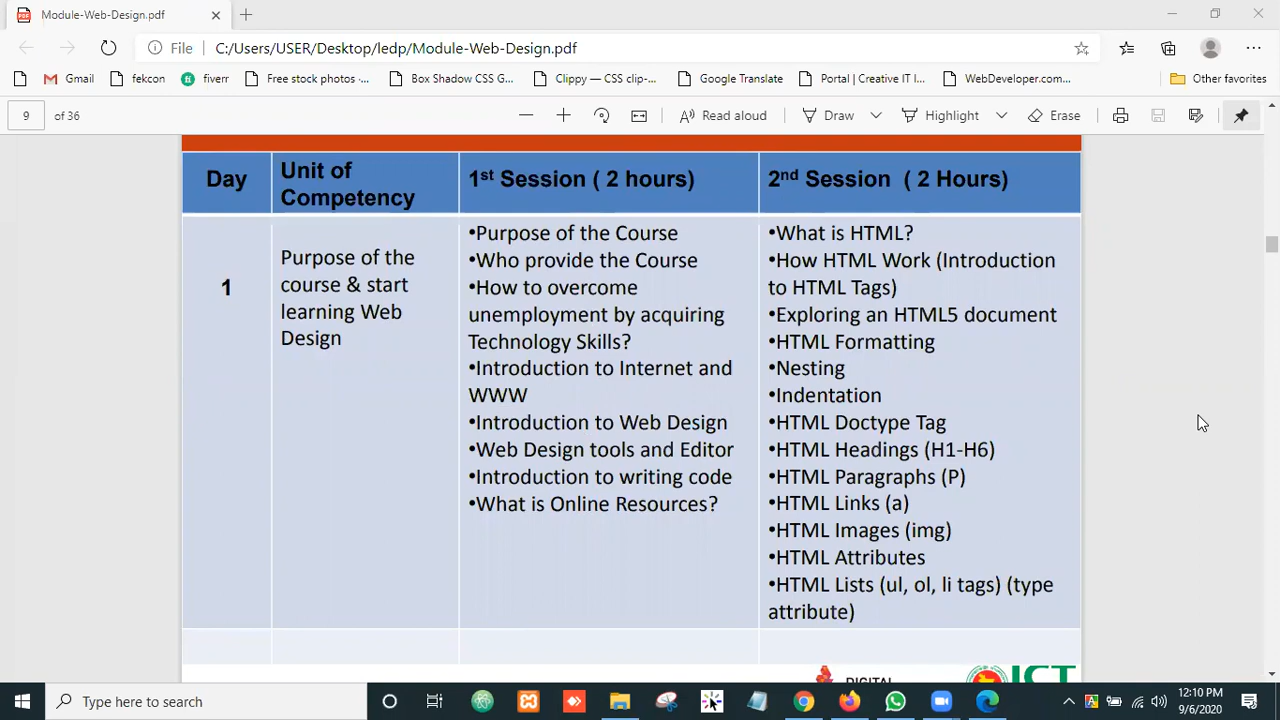 Module-Web-Design.pdf
File C:/Users/USER/Desktop/ledp/Module-Web-Design.pdf
Gmail fekcon fiverr Free stock photos ·... Box Shadow CSS G... Clippy — CSS clip-... Google Translate Portal | Creative IT I... WebDeveloper.com... Other favorites
9 of 36 Read aloud Draw Highlight Erase
Day
Unit of
Competency
1st Session ( 2 hours)
2nd Session ( 2 Hours)
1
Purpose of the
course & start
learning Web
Design
•Purpose of the Course
•Who provide the Course
•How to overcome
unemployment by acquiring
Technology Skills?
•Introduction to Internet and
WWW
•Introduction to Web Design
•Web Design tools and Editor
•Introduction to writing code
•What is Online Resources?
•What is HTML?
•How HTML Work (Introduction
to HTML Tags)
•Exploring an HTML5 document
•HTML Formatting
•Nesting
•Indentation
•HTML Doctype Tag
•HTML Headings (H1-H6)
•HTML Paragraphs (P)
•HTML Links (a)
•HTML Images (img)
•HTML Attributes
•HTML Lists (ul, ol, li tags) (type
attribute)
DIGITAL ICT
Type here to search
12:10 PM
9/6/2020